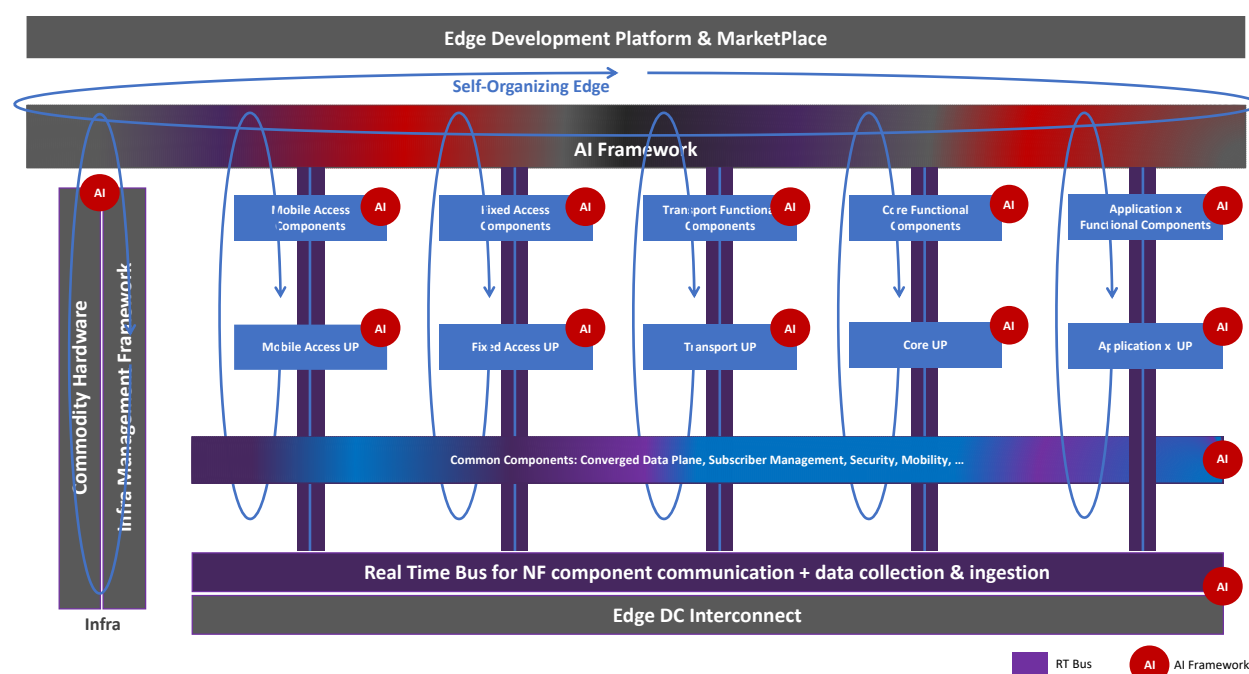 Edge Development Platform & MarketPlace
Self-Organizing Edge
AI Framework
AI
Commodity Hardware
Infra Management Framework
Infra
Mobile Access
Components
AI
Fixed Access
Components
AI
Transport Functional
Components
AI
Core Functional
Components
AI
Application x
Functional Components
AI
Mobile Access UP
AI
Fixed Access UP
AI
Transport UP
AI
Core UP
AI
Application x UP
AI
Common Components: Converged Data Plane, Subscriber Management, Security, Mobility, ...
AI
Real Time Bus for NF component communication + data collection & ingestion
AI
Edge DC Interconnect
RT Bus
AI
AI Framework